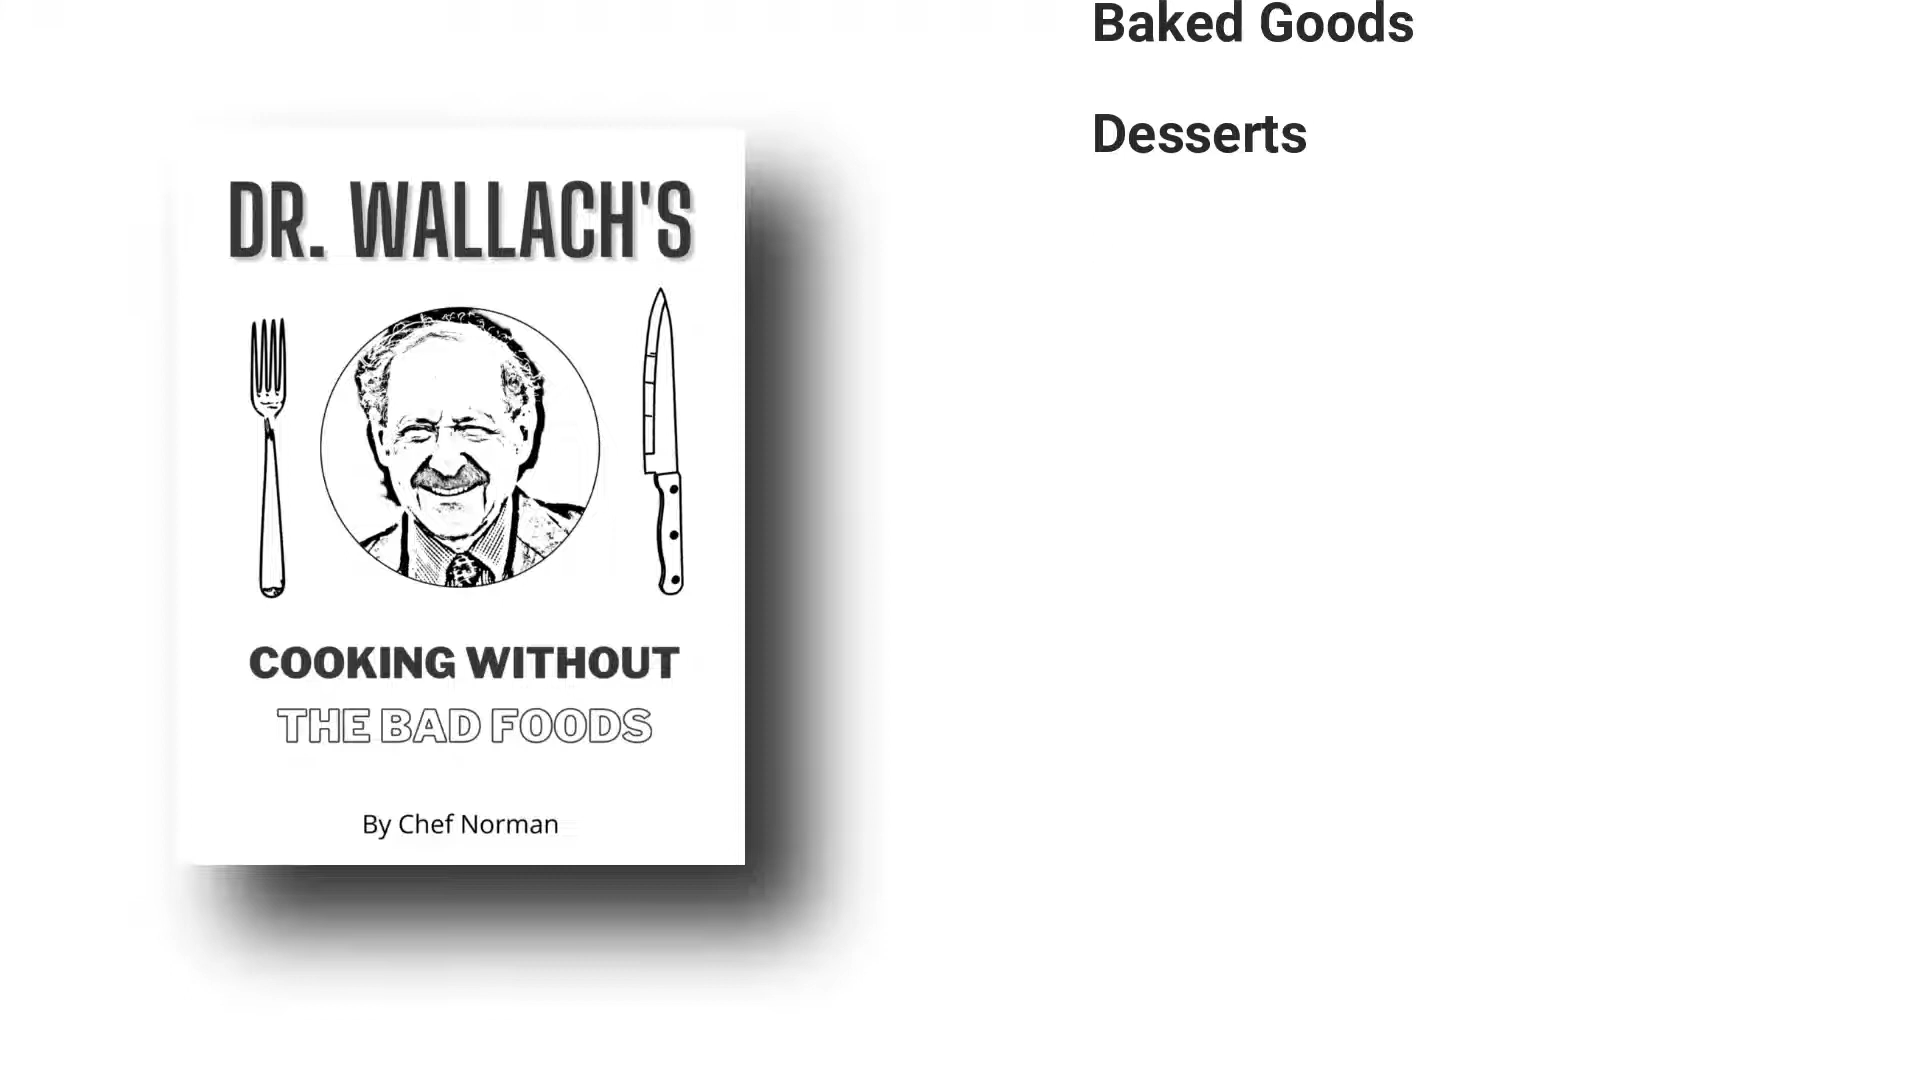 DR. WALLACH'S
COOKING WITHOUT
THE BAD FOODS
By Chef Norman
Baked Goods
Desserts